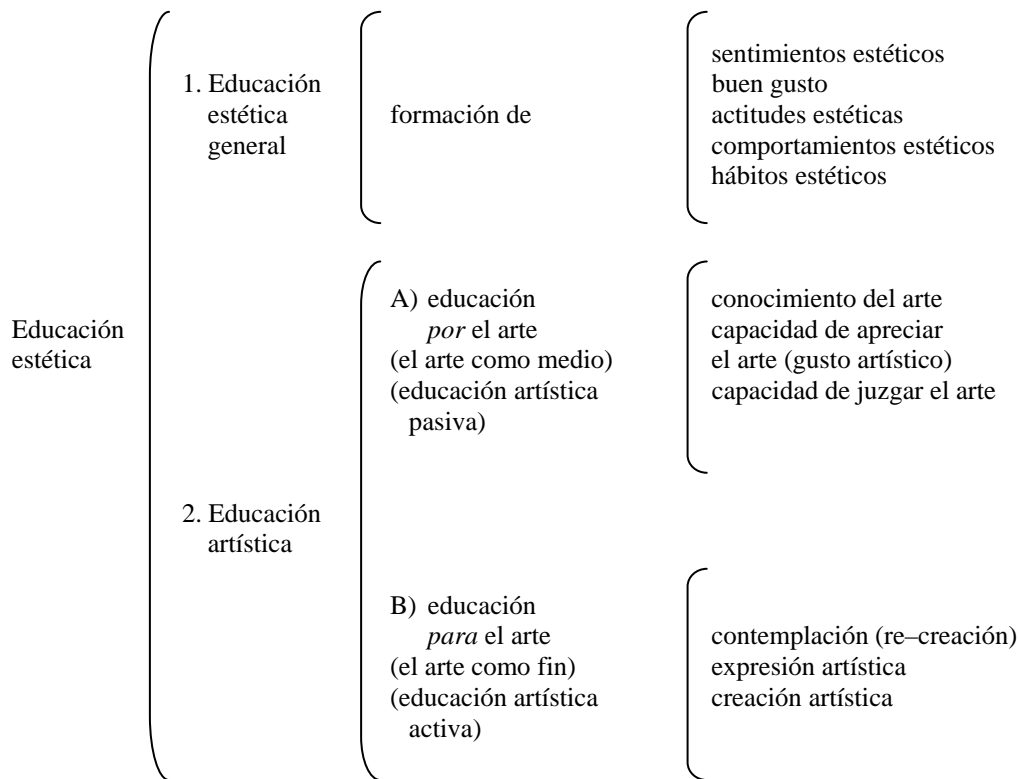 Educación
estética
1. Educación
estética
general
formación de
sentimientos estéticos
buen gusto
actitudes estéticas
comportamientos estéticos
hábitos estéticos
2. Educación
artística
A) educación
por el arte
(el arte como medio)
(educación artística
pasiva)
conocimiento del arte
capacidad de apreciar
el arte (gusto artístico)
capacidad de juzgar el arte
B) educación
para el arte
(el arte como fin)
(educación artística
activa)
contemplación (re–creación)
expresión artística
creación artística